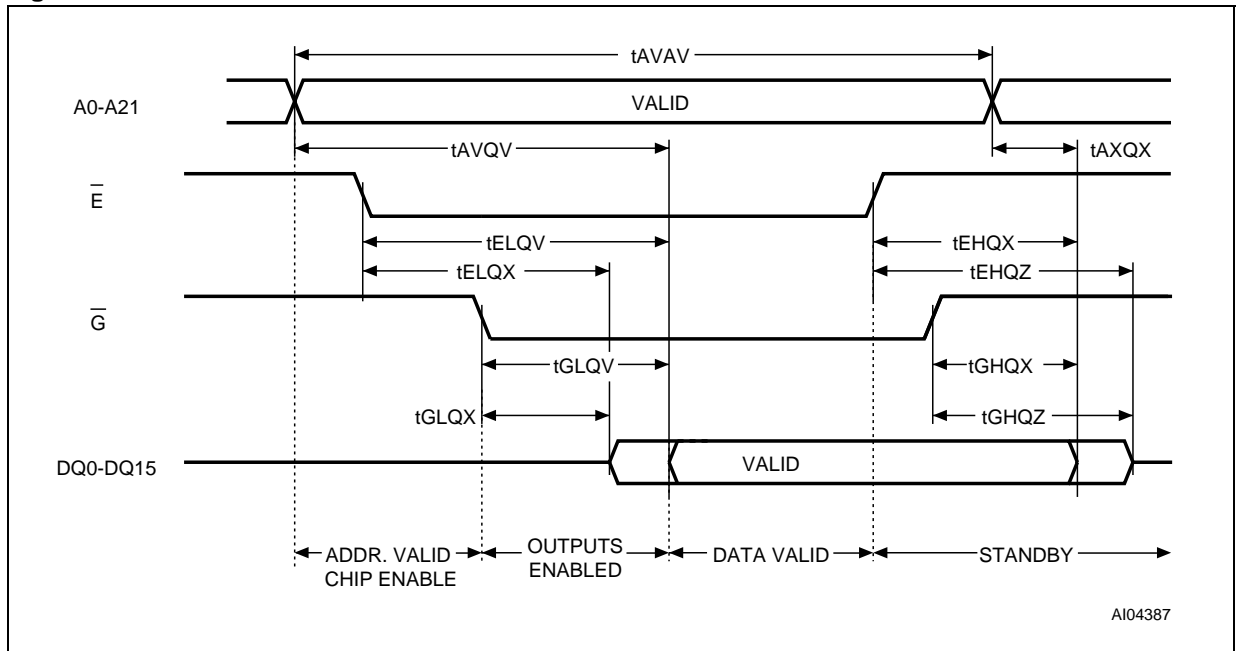 tAVAV
A0-A21
VALID
tAVQV
tAXQX
E
tELQV
tEHQX
tELQX
tEHQZ
G
tGLQV
tGHQX
tGLQX
tGHQZ
DQ0-DQ15
VALID
ADDR. VALID
CHIP ENABLE
OUTPUTS
ENABLED
DATA VALID
STANDBY
AI04387